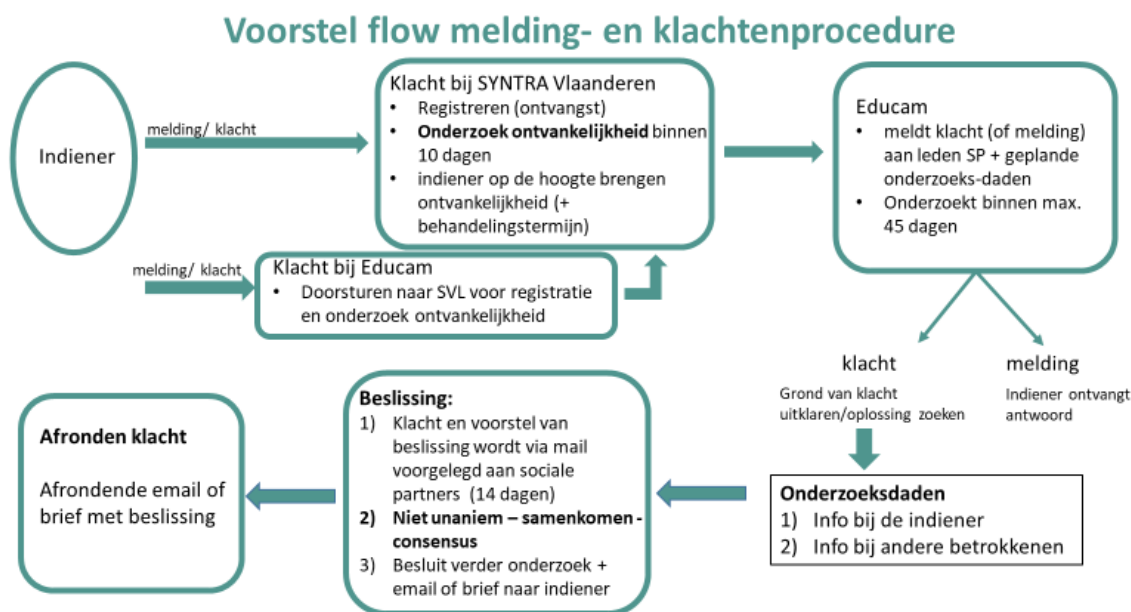 Voorstel flow melding- en klachtenprocedure
Indiener
melding/ klacht
Klacht bij SYNTRA Vlaanderen
• Registreren (ontvangst)
• Onderzoek ontvankelijkheid binnen
10 dagen
• indiener op de hoogte brengen
ontvankelijkheid (+
behandelingstermijn)
Educam
• meldt klacht (of melding)
aan leden SP + geplande
onderzoeks-daden
• Onderzoekt binnen max.
45 dagen
melding/ klacht
Klacht bij Educam
• Doorsturen naar SVL voor registratie
en onderzoek ontvankelijkheid
klacht
Grond van klacht
uitklaren/oplossing zoeken
melding
Indiener ontvangt
antwoord
Onderzoeksdaden
1) Info bij de indiener
2) Info bij andere betrokkenen
Beslissing:
1) Klacht en voorstel van
beslissing wordt via mail
voorgelegd aan sociale
partners (14 dagen)
2) Niet unaniem – samenkomen -
consensus
3) Besluit verder onderzoek +
email of brief naar indiener
Afronden klacht
Afrondende email of
brief met beslissing